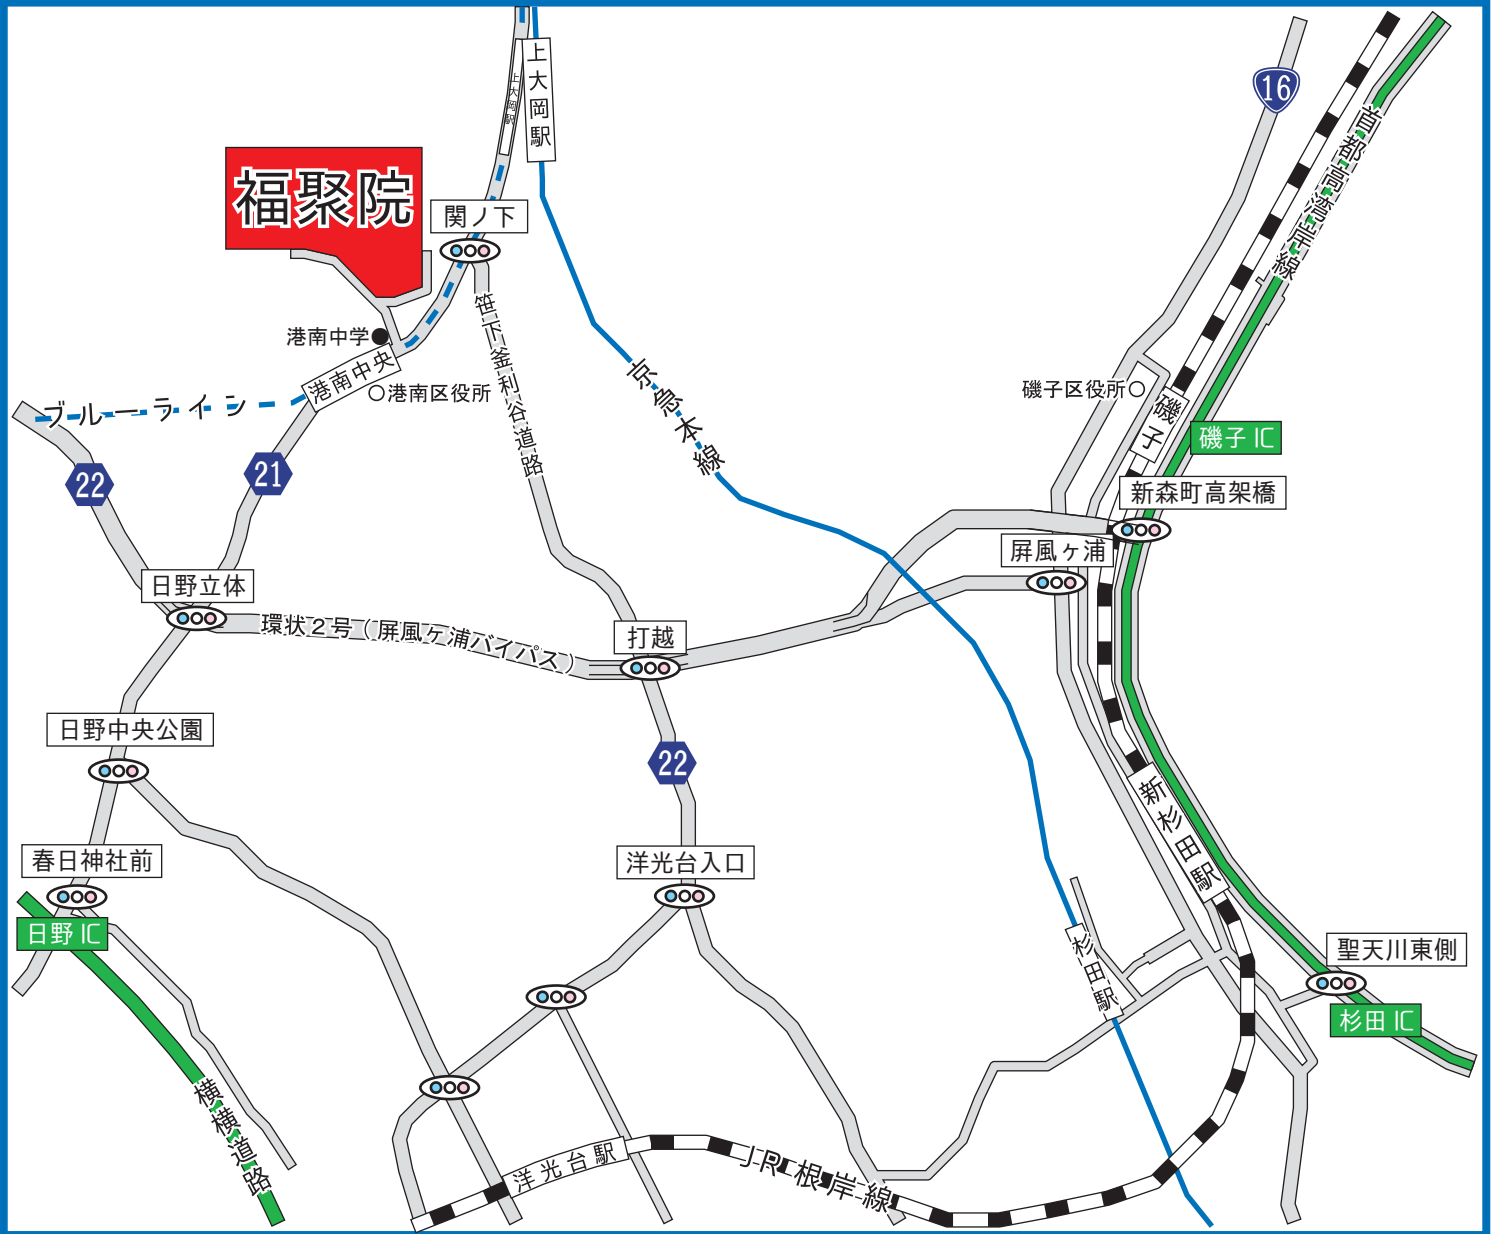 上大岡駅
上大岡駅
16
首都高湾岸線
福聚院
関ノ下
笹下釜利谷道路
港南中学
港南中央
港南区役所
京急本線
磯子区役所
磯子
磯子 IC
ブルーライン
22
21
新森町高架橋
屏風ヶ浦
日野立体
環状２号（屏風ヶ浦バイパス）
打越
日野中央公園
22
新杉田駅
春日神社前
洋光台入口
日野 IC
杉田駅
聖天川東側
杉田 IC
横横道路
洋光台駅
JR根岸線